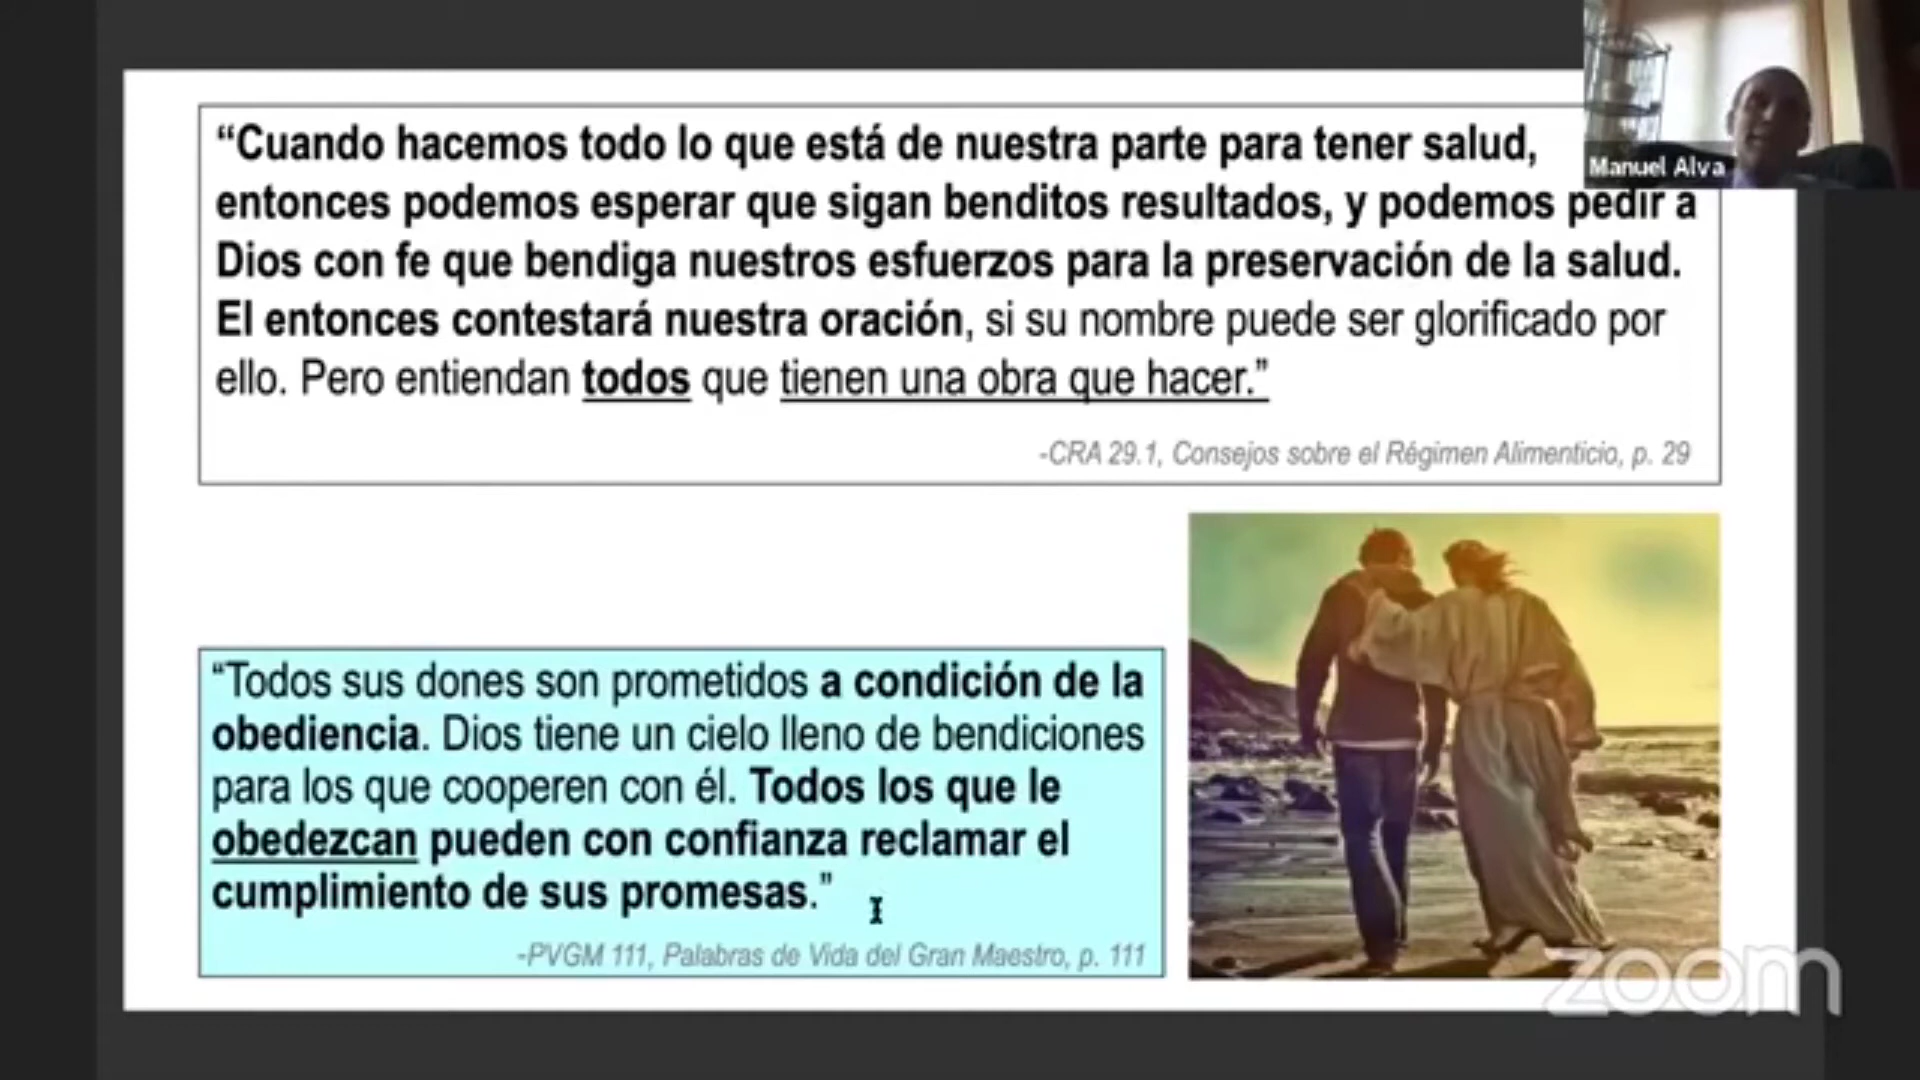 “Cuando hacemos todo lo que está de nuestra parte para tener salud,
entonces podemos esperar que sigan benditos resultados, y podemos pedir a
Dios con fe que bendiga nuestros esfuerzos para la preservación de la salud.
El entonces contestará nuestra oración, si su nombre puede ser glorificado por
ello. Pero entiendan todos que tienen una obra que hacer.”
-CRA 29.1, Consejos sobre el Régimen Alimenticio, p. 29
Manuel Alva
“Todos sus dones son prometidos a condición de la
obediencia. Dios tiene un cielo lleno de bendiciones
para los que cooperen con él. Todos los que le
obedezcan pueden con confianza reclamar el
cumplimiento de sus promesas.”
-PVGM 111, Palabras de Vida del Gran Maestro, p. 111
zoom